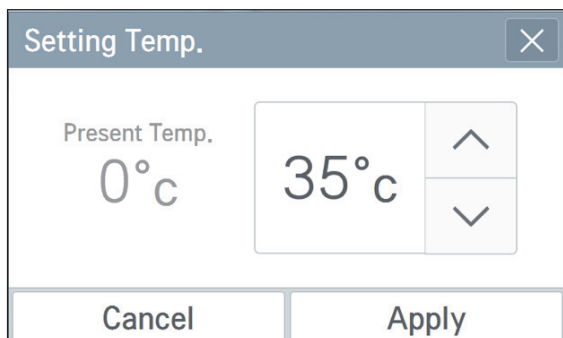 Setting Temp.
Present Temp.
0°c
35°c
Cancel
Apply